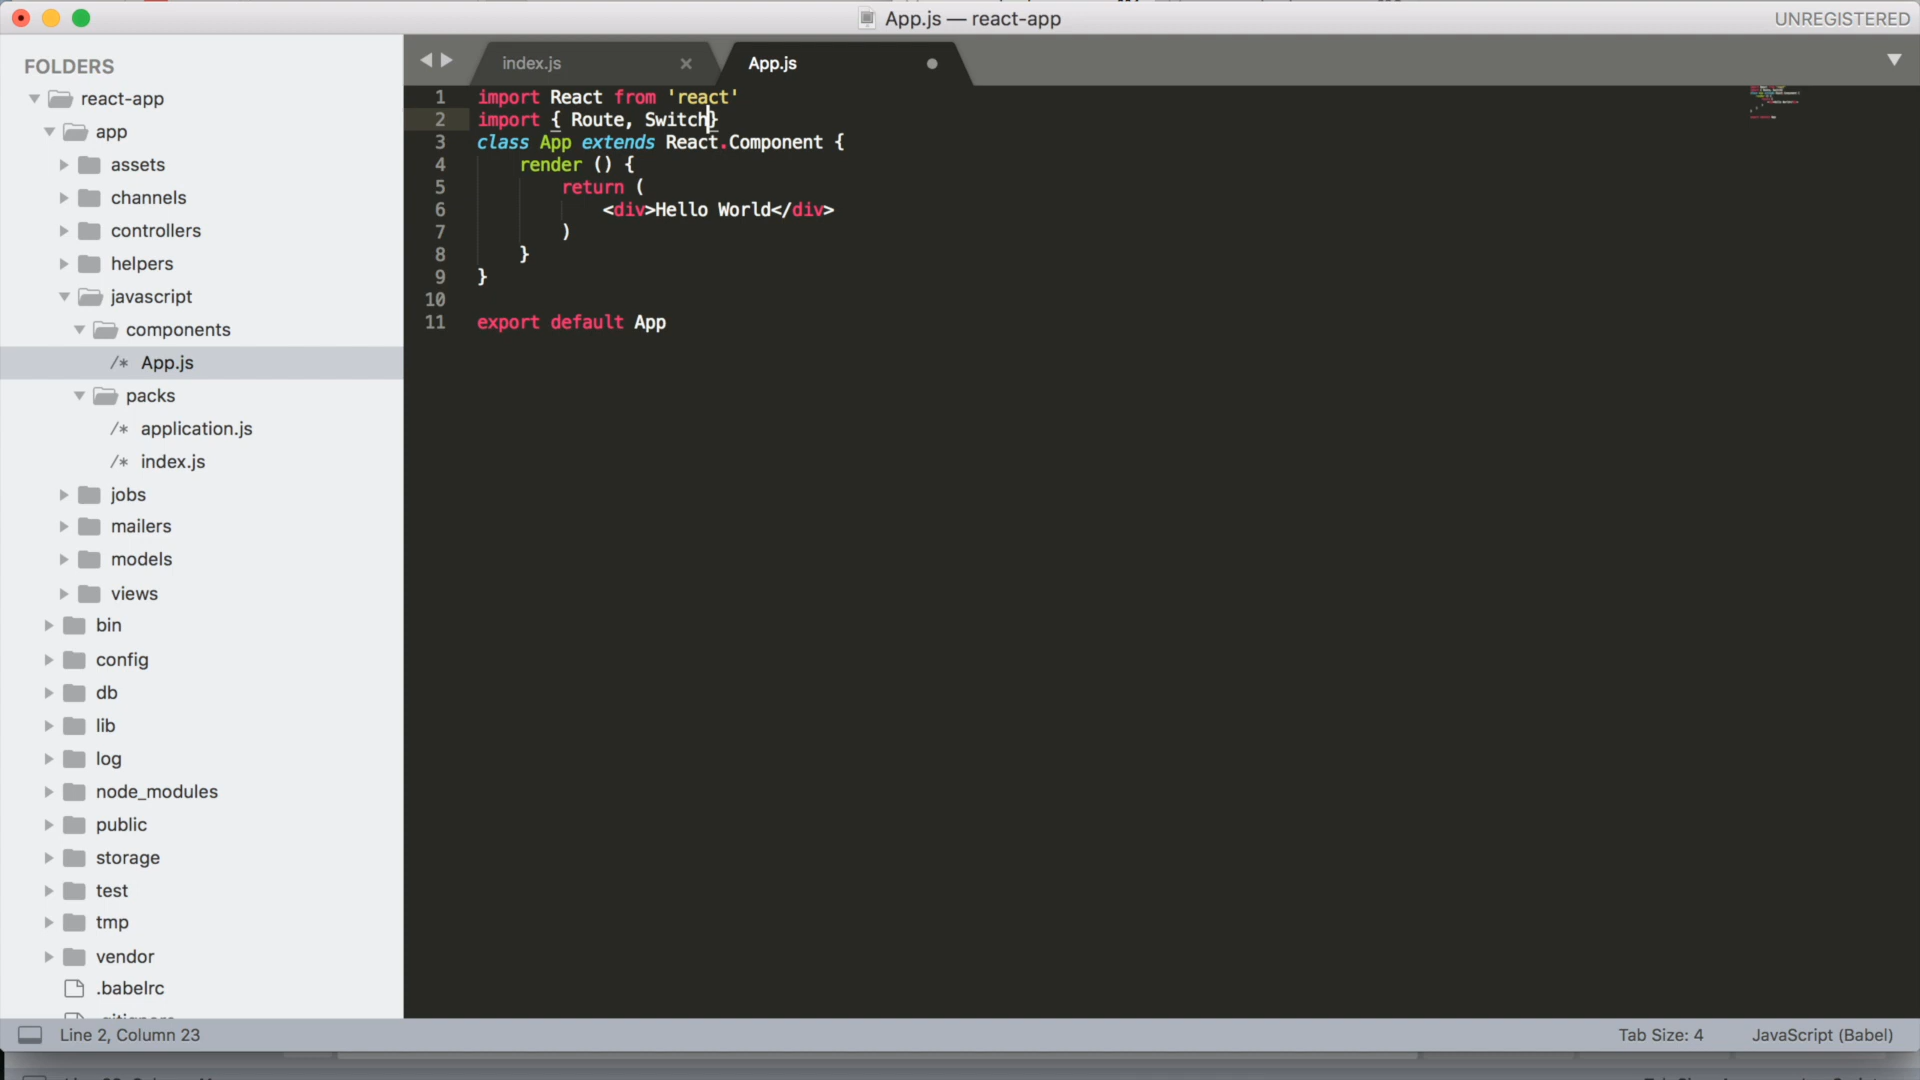 App.js — react-app
UNREGISTERED
FOLDERS
react-app
app
assets
channels
controllers
helpers
javascript
components
/* App.js
packs
/* application.js
/* index.js
jobs
mailers
models
views
bin
config
db
lib
log
node_modules
public
storage
test
tmp
vendor
.babelrc
index.js ×
App.js
1 import React from 'react'
2 import { Route, Switch}
3 class App extends React.Component {
4 render () {
5 return (
6 <div>Hello World</div>
7 )
8 }
9 }
10
11 export default App
Line 2, Column 23
Tab Size: 4
JavaScript (Babel)